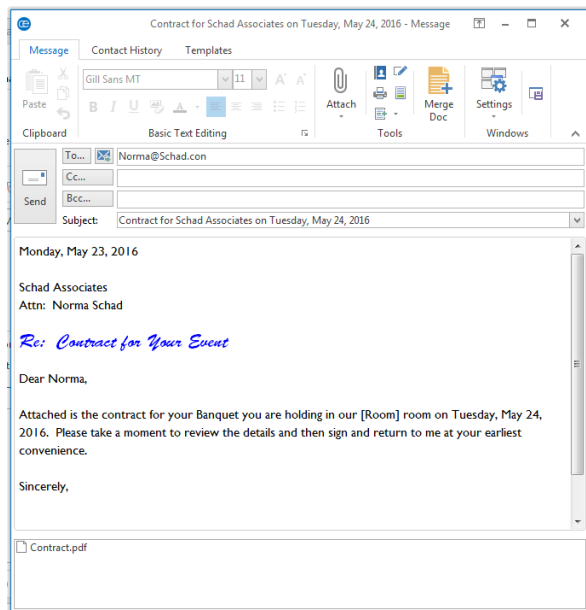 Contract for Schad Associates on Tuesday, May 24, 2016 - Message
Message Contact History Templates
Paste
Clipboard
Gill Sans MT 11 A A
B I U A
Basic Text Editing
Attach
Tools
Merge
Doc
Settings
Windows
Send
To... Norma@Schad.con
Cc...
Bcc...
Subject: Contract for Schad Associates on Tuesday, May 24, 2016
Monday, May 23, 2016
Schad Associates
Attn: Norma Schad
Re: Contract for Your Event
Dear Norma,
Attached is the contract for your Banquet you are holding in our [Room] room on Tuesday, May 24,
2016. Please take a moment to review the details and then sign and return to me at your earliest
convenience.
Sincerely,
Contract.pdf